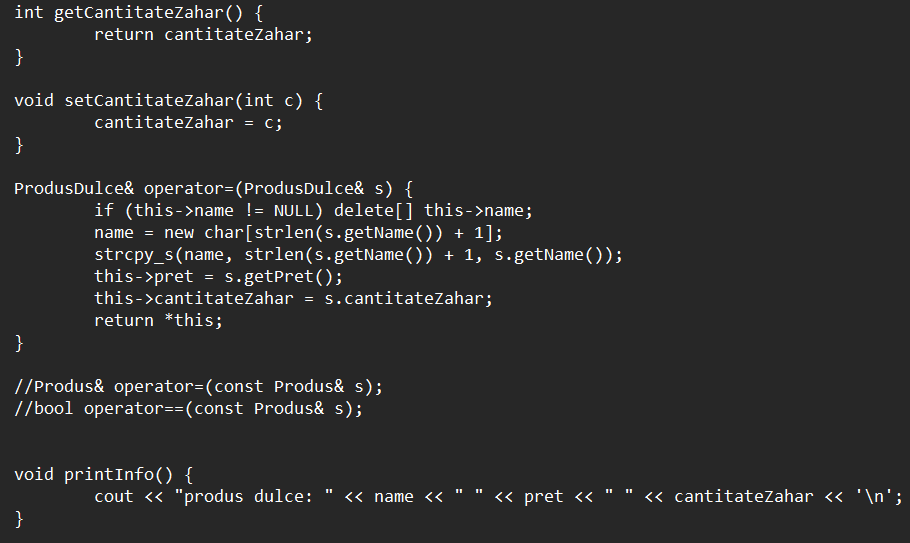 int getCantitateZahar() {
        return cantitateZahar;
}

void setCantitateZahar(int c) {
        cantitateZahar = c;
}

ProdusDulce& operator=(ProdusDulce& s) {
        if (this->name != NULL) delete[] this->name;
        name = new char[strlen(s.getName()) + 1];
        strcpy_s(name, strlen(s.getName()) + 1, s.getName());
        this->pret = s.getPret();
        this->cantitateZahar = s.cantitateZahar;
        return *this;
}

//Produs& operator=(const Produs& s);
//bool operator==(const Produs& s);


void printInfo() {
        cout << "produs dulce: " << name << " " << pret << " " << cantitateZahar << '\n';
}